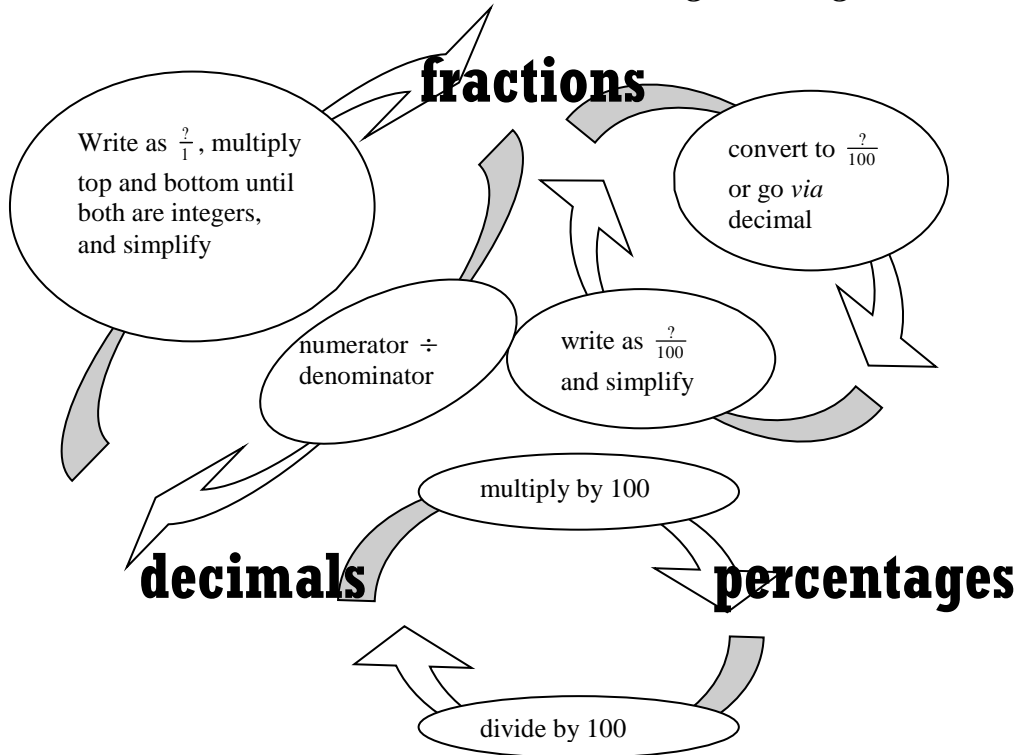 fractions
Write as ?/1, multiply
top and bottom until
both are integers,
and simplify
convert to ?/100
or go via
decimal
numerator ÷
denominator
write as ?/100
and simplify
multiply by 100
decimals
percentages
divide by 100